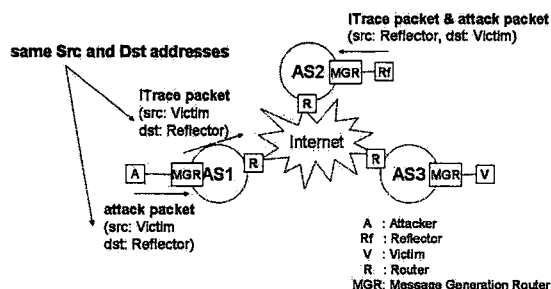 ITrace packet & attack packet
(src: Reflector, dst: Victim)
same Src and Dst addresses
AS2
MGR
Rf
R
ITrace packet
(src: Victim
dst: Reflector)
Internet
A
MGR
AS1
R
R
AS3
MGR
V
attack packet
(src: Victim
dst: Reflector)
A : Attacker
Rf : Reflector
V : Victim
R : Router
MGR: Message Generation Router